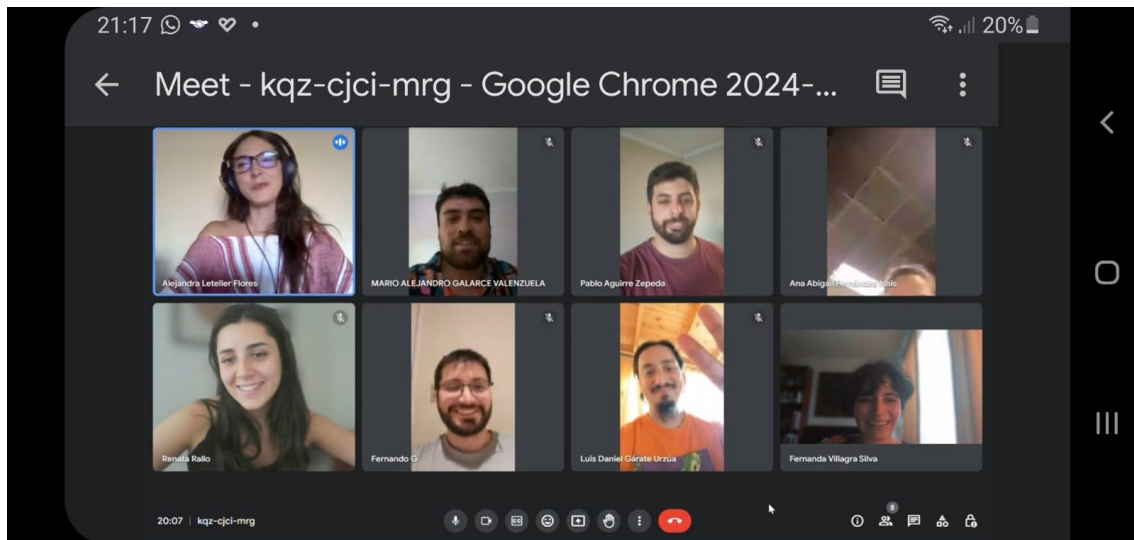 21:17 20%
Meet - kqz-cjci-mrg - Google Chrome 2024-...
Alejandra Letelier Flores
MARIO ALEJANDRO GALARCE VALENZUELA
Pablo Aguirre Zepeda
Ana Abigail
Renata Rallo
Fernando G
Luis Daniel Gárate Urzúa
Fernanda Villagra Silva
20:07 | kqz-cjci-mrg
CC
8